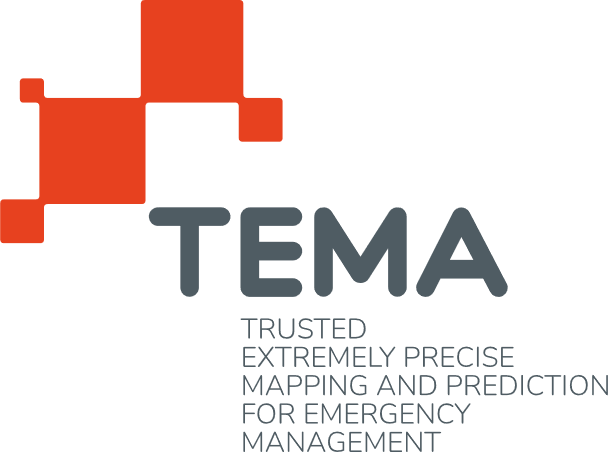 TEMA
TRUSTED
EXTREMELY PRECISE
MAPPING AND PREDICTION
FOR EMERGENCY
MANAGEMENT